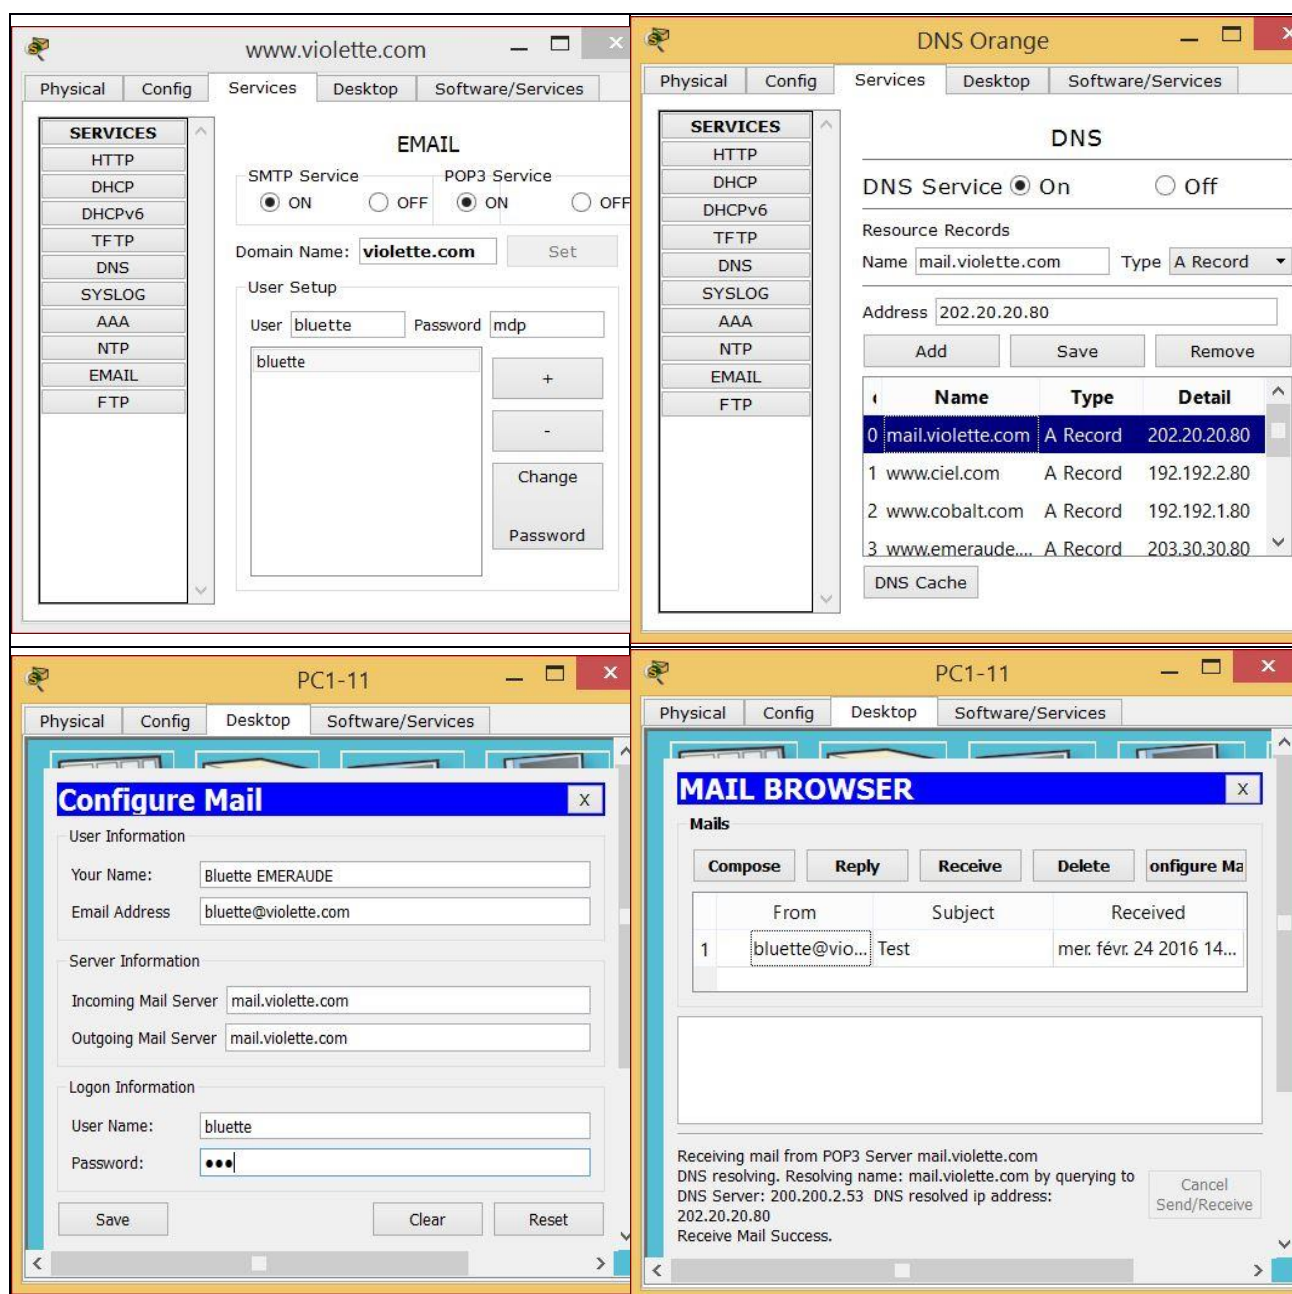 www.violette.com
Physical Config Services Desktop Software/Services
SERVICES
HTTP
DHCP
DHCPv6
TFTP
DNS
SYSLOG
AAA
NTP
EMAIL
FTP
EMAIL
SMTP Service POP3 Service
ON OFF ON OFF
Domain Name: violette.com Set
User Setup
User bluette Password mdp
bluette
+
-
Change
Password
DNS Orange
Physical Config Services Desktop Software/Services
SERVICES
HTTP
DHCP
DHCPv6
TFTP
DNS
SYSLOG
AAA
NTP
EMAIL
FTP
DNS
DNS Service On Off
Resource Records
Name mail.violette.com Type A Record
Address 202.20.20.80
Add Save Remove
Name Type Detail
0 mail.violette.com A Record 202.20.20.80
1 www.ciel.com A Record 192.192.2.80
2 www.cobalt.com A Record 192.192.1.80
3 www.emeraude.... A Record 203.30.30.80
DNS Cache
PC1-11
Physical Config Desktop Software/Services
Configure Mail X
User Information
Your Name: Bluette EMERAUDE
Email Address bluette@violette.com
Server Information
Incoming Mail Server mail.violette.com
Outgoing Mail Server mail.violette.com
Logon Information
User Name: bluette
Password: •••
Save Clear Reset
PC1-11
Physical Config Desktop Software/Services
MAIL BROWSER X
Mails
Compose Reply Receive Delete onfigure Ma
From Subject Received
1 bluette@vio... Test mer. févr. 24 2016 14...
Receiving mail from POP3 Server mail.violette.com
DNS resolving. Resolving name: mail.violette.com by querying to
DNS Server: 200.200.2.53 DNS resolved ip address:
202.20.20.80
Receive Mail Success.
Cancel
Send/Receive